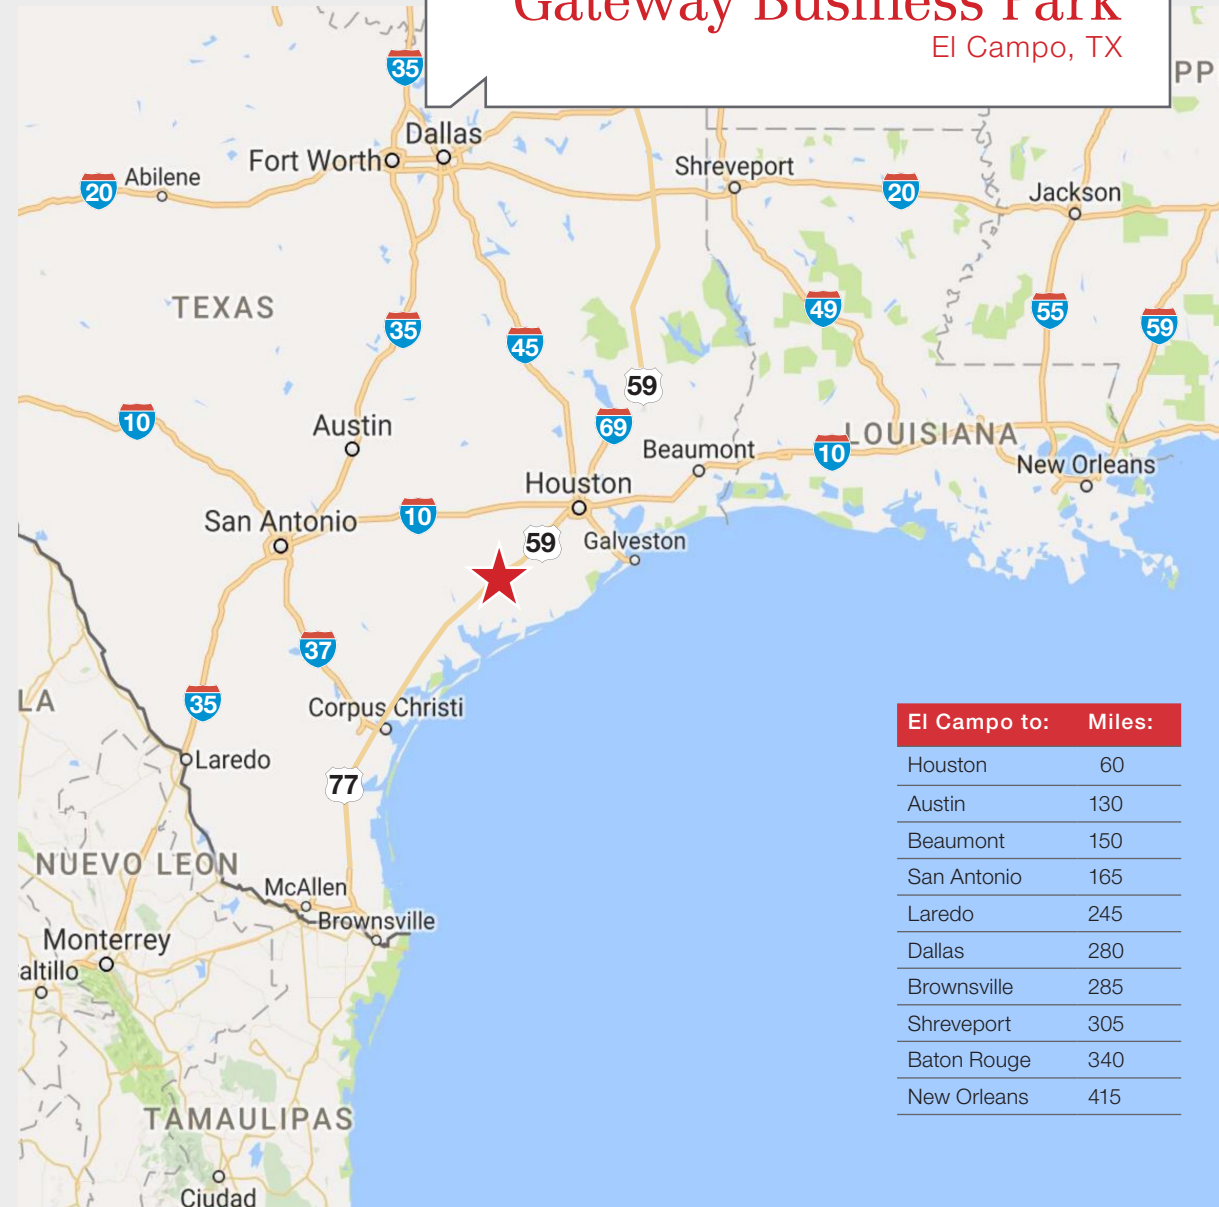 Gateway Business Park
El Campo, TX
PP
35
Dallas
Fort Worth
Shreveport
20
Abilene
20
Jackson
TEXAS
35
45
49
55
59
59
10
Austin
69
Beaumont
10
LOUISIANA
New Orleans
Houston
San Antonio
10
59
Galveston
37
35
LA
Corpus Christi
Laredo
77
NUEVO LEON
McAllen
Brownsville
Monterrey
altillo
TAMAULIPAS
Ciudad
El Campo to: Miles:
Houston 60
Austin 130
Beaumont 150
San Antonio 165
Laredo 245
Dallas 280
Brownsville 285
Shreveport 305
Baton Rouge 340
New Orleans 415